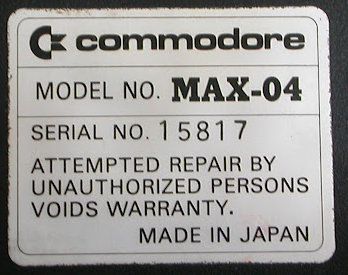 commodore
MODEL NO. MAX-04
SERIAL NO. 15817
ATTEMPTED REPAIR BY
UNAUTHORIZED PERSONS
VOIDS WARRANTY.
MADE IN JAPAN